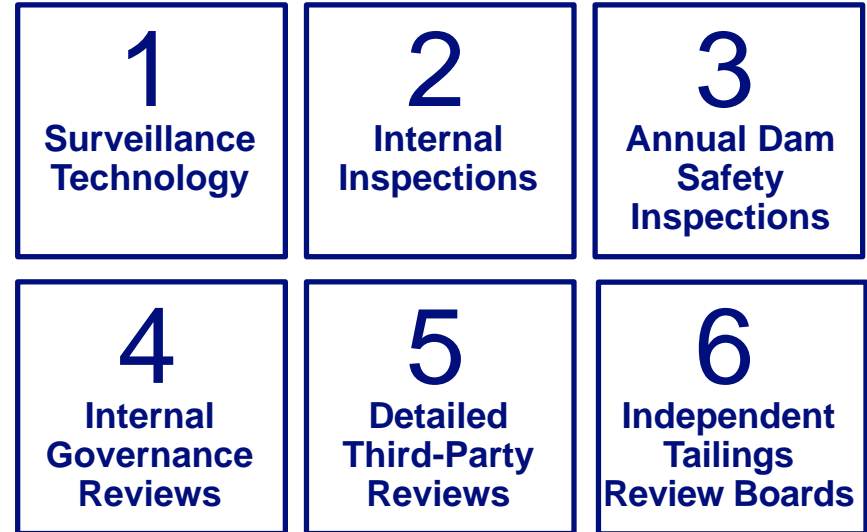 1
Surveillance
Technology
2
Internal
Inspections
3
Annual Dam
Safety
Inspections
4
Internal
Governance
Reviews
5
Detailed
Third-Party
Reviews
6
Independent
Tailings
Review Boards